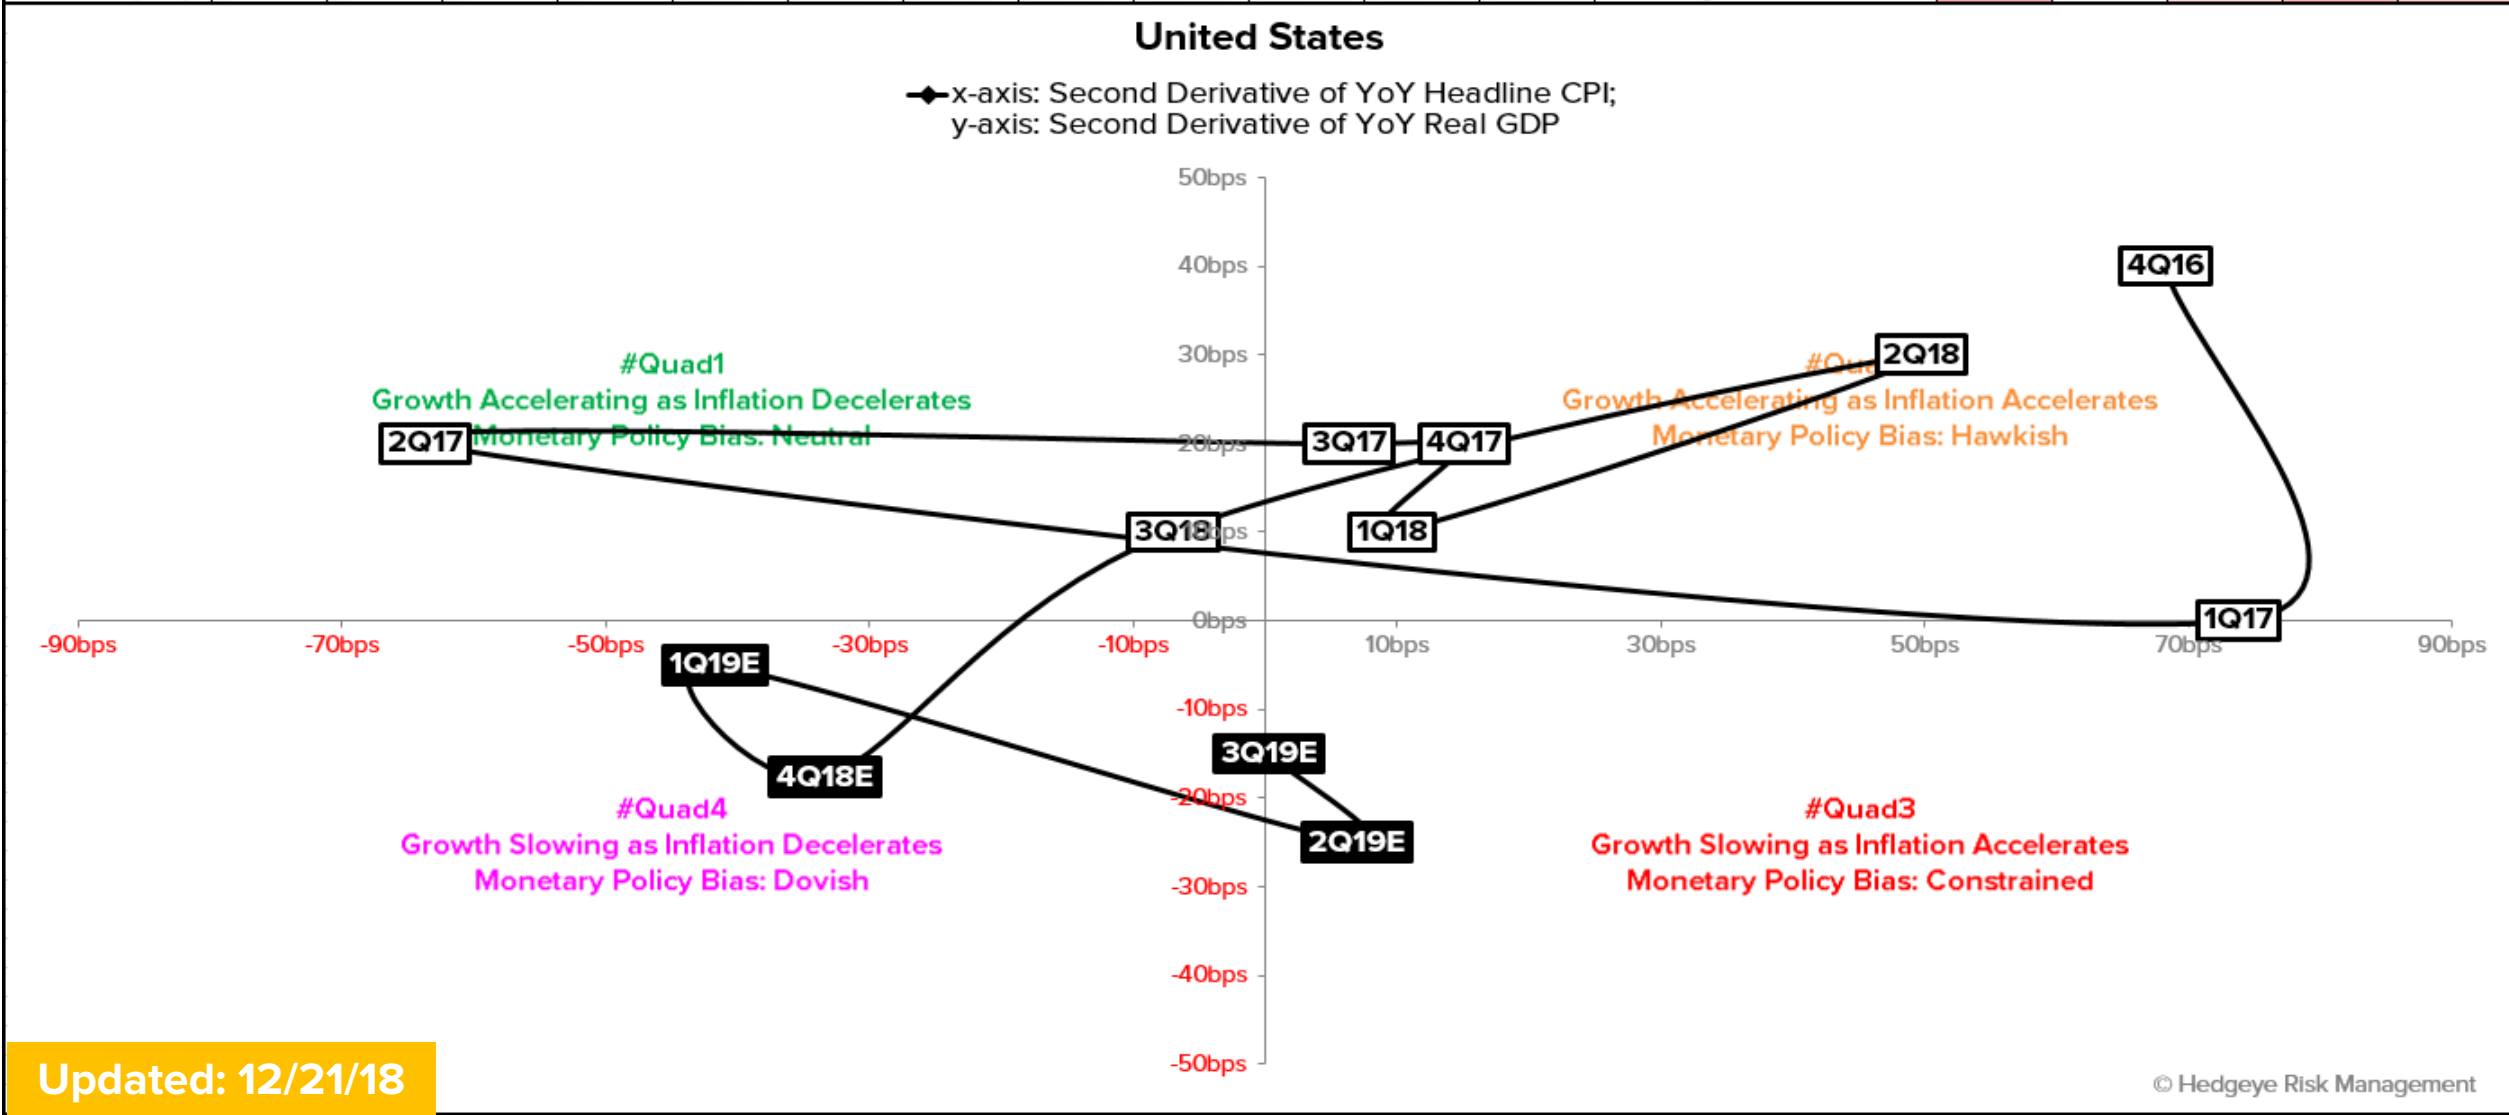 United States
x-axis: Second Derivative of YoY Headline CPI;
y-axis: Second Derivative of YoY Real GDP
50bps
40bps
4Q16
30bps
2Q18
#Quad1
Growth Accelerating as Inflation Decelerates
Monetary Policy Bias: Neutral
Growth Accelerating as Inflation Accelerates
Monetary Policy Bias: Hawkish
2Q17
20bps
3Q17
4Q17
3Q18
10bps
1Q18
0bps
1Q17
-90bps
-70bps
-50bps
-30bps
-10bps
10bps
30bps
50bps
70bps
90bps
1Q19E
-10bps
3Q19E
4Q18E
-20bps
2Q19E
#Quad4
Growth Slowing as Inflation Decelerates
Monetary Policy Bias: Dovish
#Quad3
Growth Slowing as Inflation Accelerates
Monetary Policy Bias: Constrained
-30bps
-40bps
-50bps
Updated: 12/21/18
© Hedgeye Risk Management